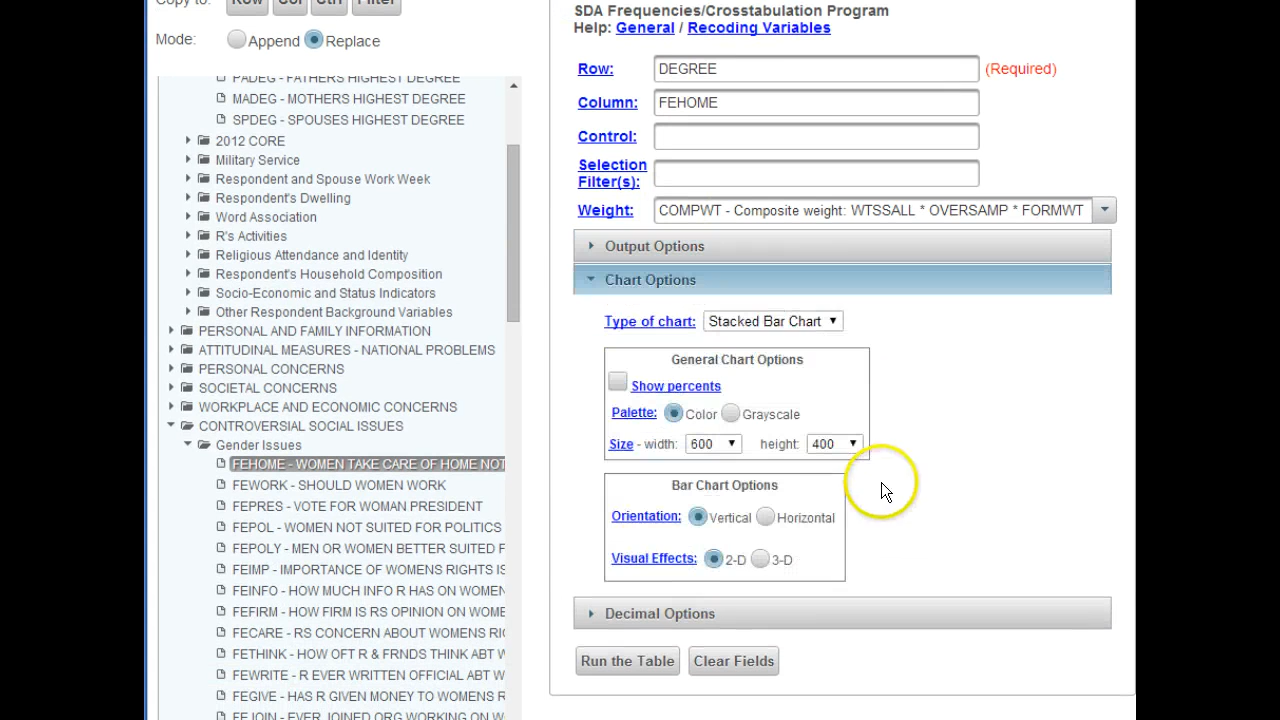 Copy to: Row Col Ctrl Filter
Mode: Append Replace
PADEG - FATHERS HIGHEST DEGREE
MADEG - MOTHERS HIGHEST DEGREE
SPDEG - SPOUSES HIGHEST DEGREE
2012 CORE
Military Service
Respondent and Spouse Work Week
Respondent's Dwelling
Word Association
R's Activities
Religious Attendance and Identity
Respondent's Household Composition
Socio-Economic and Status Indicators
Other Respondent Background Variables
PERSONAL AND FAMILY INFORMATION
ATTITUDINAL MEASURES - NATIONAL PROBLEMS
PERSONAL CONCERNS
SOCIETAL CONCERNS
WORKPLACE AND ECONOMIC CONCERNS
CONTROVERSIAL SOCIAL ISSUES
Gender Issues
FEHOME - WOMEN TAKE CARE OF HOME NOT
FEWORK - SHOULD WOMEN WORK
FEPRES - VOTE FOR WOMAN PRESIDENT
FEPOL - WOMEN NOT SUITED FOR POLITICS
FEPOLY - MEN OR WOMEN BETTER SUITED F
FEIMP - IMPORTANCE OF WOMENS RIGHTS IS
FEINFO - HOW MUCH INFO R HAS ON WOMEN
FEFIRM - HOW FIRM IS RS OPINION ON WOME
FECARE - RS CONCERN ABOUT WOMENS RIG
FETHINK - HOW OFT R & FRNDS THINK ABT W
FEWRITE - R EVER WRITTEN OFFICIAL ABT W
FEGIVE - HAS R GIVEN MONEY TO WOMENS R
FEJOIN - EVER JOINED ORG WORKING ON W
SDA Frequencies/Crosstabulation Program
Help: General / Recoding Variables
Row: DEGREE (Required)
Column: FEHOME
Control:
Selection
Filter(s):
Weight: COMPWT - Composite weight: WTSSALL * OVERSAMP * FORMWT
Output Options
Chart Options
Type of chart: Stacked Bar Chart
General Chart Options
Show percents
Palette: Color Grayscale
Size - width: 600 height: 400
Bar Chart Options
Orientation: Vertical Horizontal
Visual Effects: 2-D 3-D
Decimal Options
Run the Table Clear Fields